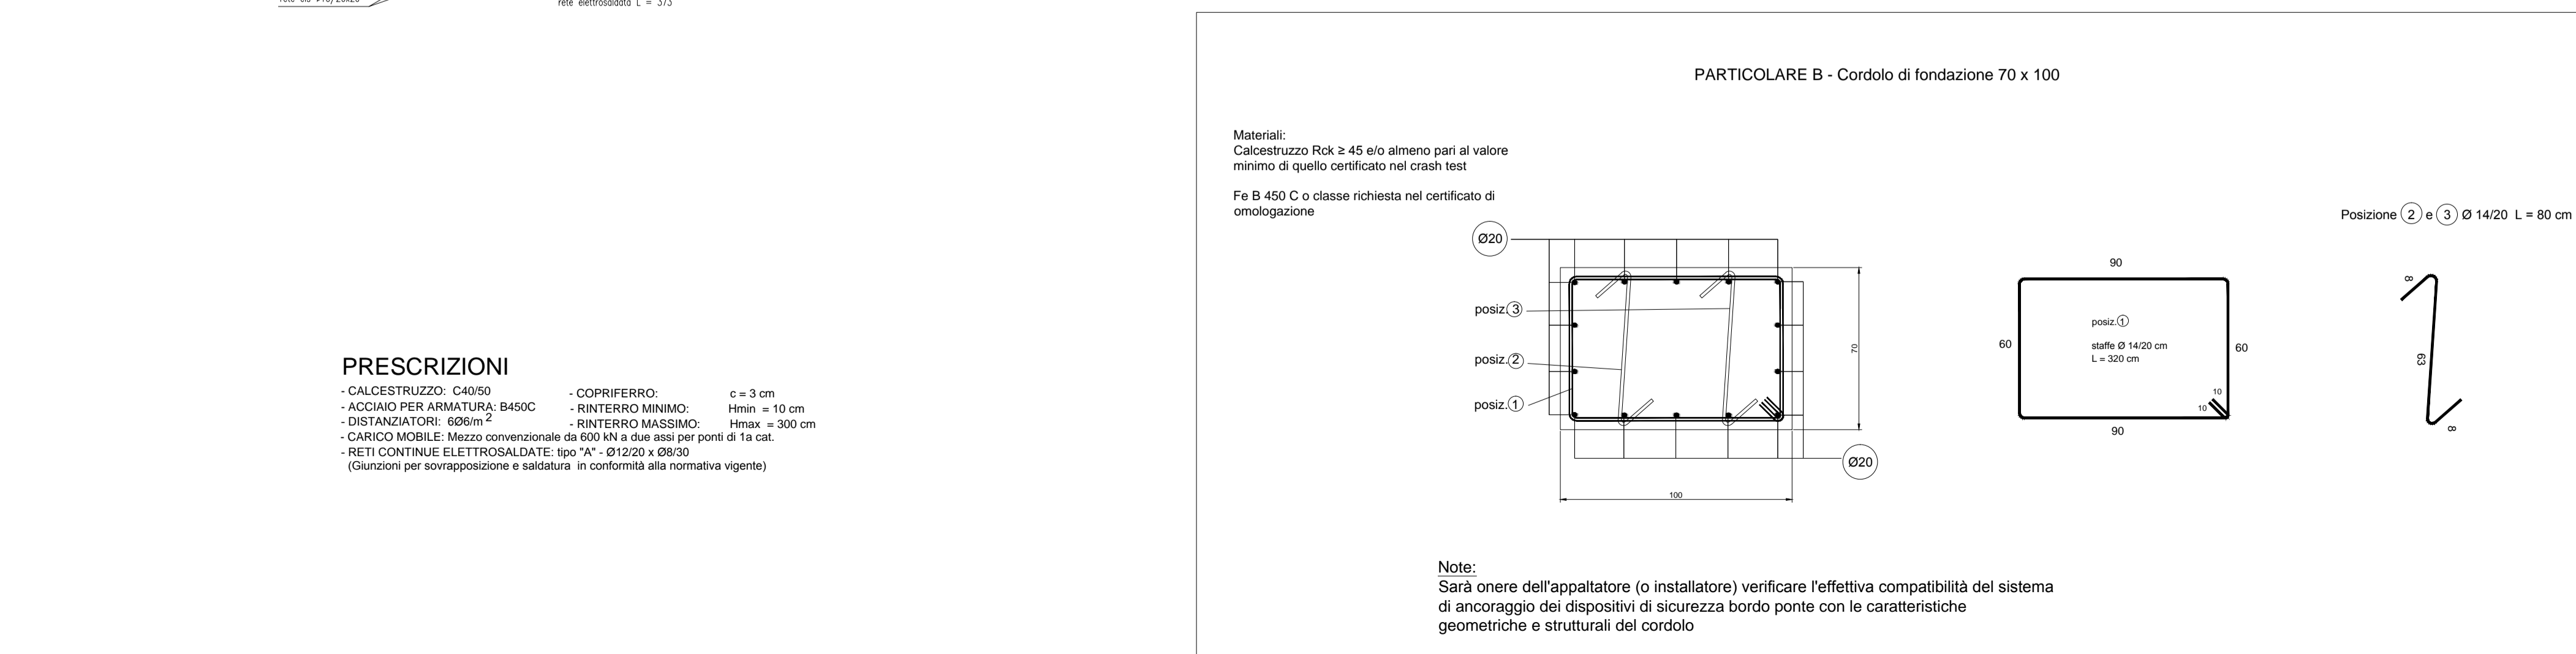 rete elettrosaldata L = 373
PRESCRIZIONI
- CALCESTRUZZO: C40/50
- ACCIAIO PER ARMATURA: B450C
- DISTANZIATORI: 6Ø6/m 2
- COPRIFERRO: c = 3 cm
- RINTERRO MINIMO: Hmin = 10 cm
- RINTERRO MASSIMO: Hmax = 300 cm
- CARICO MOBILE: Mezzo convenzionale da 600 kN a due assi per ponti di 1a cat.
- RETI CONTINUE ELETTROSALDATE: tipo "A" - Ø12/20 x Ø8/30
(Giunzioni per sovrapposizione e saldatura in conformità alla normativa vigente)
PARTICOLARE B - Cordolo di fondazione 70 x 100
Materiali:
Calcestruzzo Rck ≥ 45 e/o almeno pari al valore
minimo di quello certificato nel crash test
Fe B 450 C o classe richiesta nel certificato di
omologazione
Ø20
posiz. 3
posiz. 2
posiz. 1
70
Ø20
100
90
60
posiz. 1
staffe Ø 14/20 cm
L = 320 cm
60
10
10
90
Posizione 2 e 3 Ø 14/20 L = 80 cm
8
63
8
Note:
Sarà onere dell'appaltatore (o installatore) verificare l'effettiva compatibilità del sistema
di ancoraggio dei dispositivi di sicurezza bordo ponte con le caratteristiche
geometriche e strutturali del cordolo